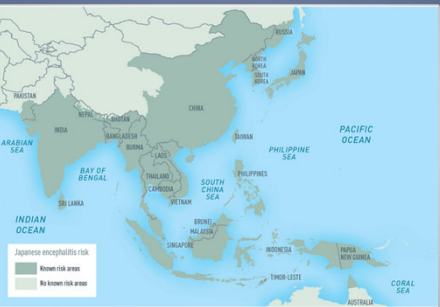 RUSSIA
NORTH
KOREA
SOUTH
KOREA
JAPAN
PAKISTAN
CHINA
NEPAL
BHUTAN
BANGLADESH
INDIA
BURMA
TAIWAN
PACIFIC
OCEAN
ARABIAN
SEA
LAOS
PHILIPPINE
SEA
BAY OF
BENGAL
THAILAND
CAMBODIA
VIETNAM
SOUTH
CHINA
SEA
PHILIPPINES
SRI LANKA
INDIAN
OCEAN
BRUNEI
MALAYSIA
SINGAPORE
INDONESIA
PAPUA
NEW GUINEA
TIMOR-LESTE
CORAL
SEA
AUSTRALIA
Japanese encephalitis risk
Known risk areas
No known risk areas